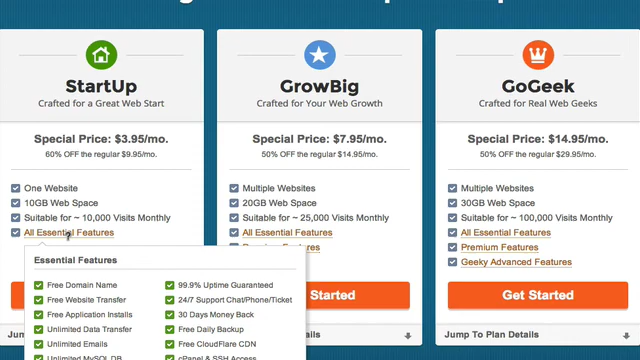 StartUp
Crafted for a Great Web Start
Special Price: $3.95/mo.
60% OFF the regular $9.95/mo.
One Website
10GB Web Space
Suitable for ~ 10,000 Visits Monthly
All Essential Features
Essential Features
Free Domain Name
Free Website Transfer
Free Application Installs
Unlimited Data Transfer
Unlimited Emails
Unlimited MySQL DB
99.9% Uptime Guaranteed
24/7 Support Chat/Phone/Ticket
30 Days Money Back
Free Daily Backup
Free CloudFlare CDN
cPanel & SSH Access
Jump
GrowBig
Crafted for Your Web Growth
Special Price: $7.95/mo.
50% OFF the regular $14.95/mo.
Multiple Websites
20GB Web Space
Suitable for ~ 25,000 Visits Monthly
All Essential Features
Started
GoGeek
Crafted for Real Web Geeks
Special Price: $14.95/mo.
50% OFF the regular $29.95/mo.
Multiple Websites
30GB Web Space
Suitable for ~ 100,000 Visits Monthly
All Essential Features
Premium Features
Geeky Advanced Features
Get Started
Jump To Plan Details